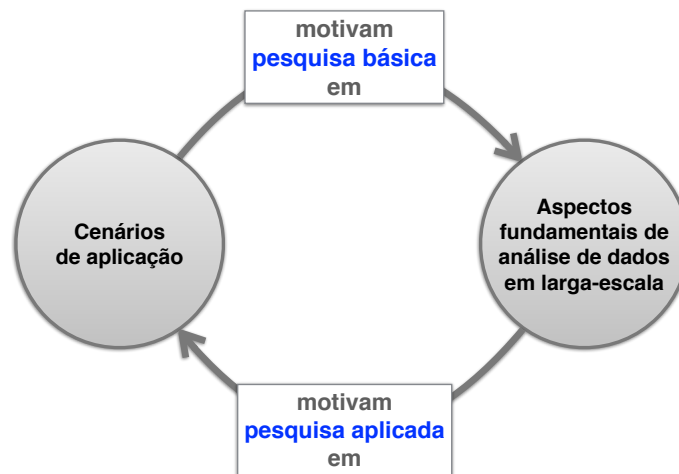 motivam
pesquisa básica
em
Cenários
de aplicação
Aspectos
fundamentais de
análise de dados
em larga-escala
motivam
pesquisa aplicada
em